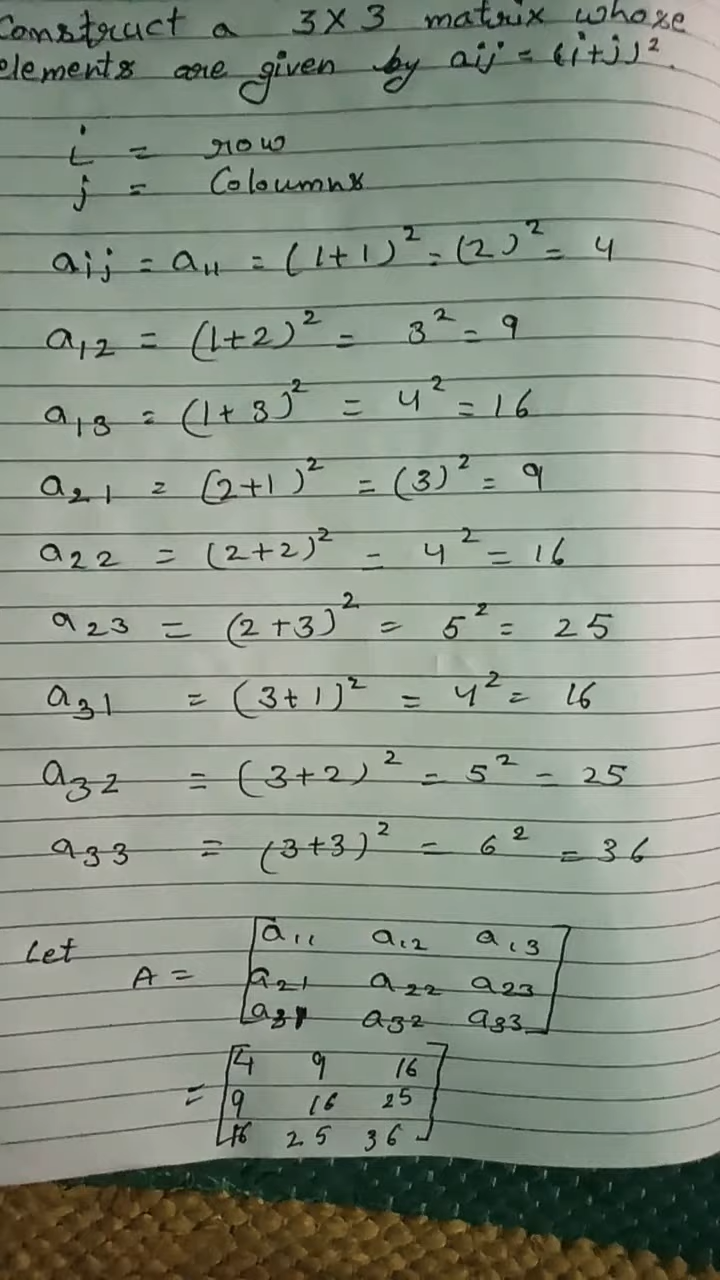 Construct a 3×3 matrix whose
elements are given by aij = (i+j)².
i = row
j = Coloumns
aij = a11 = (1+1)² = (2)² = 4
a12 = (1+2)² = 3² = 9
a13 = (1+3)² = 4² = 16
a21 = (2+1)² = (3)² = 9
a22 = (2+2)² = 4² = 16
a23 = (2+3)² = 5² = 25
a31 = (3+1)² = 4² = 16
a32 = (3+2)² = 5² = 25
a33 = (3+3)² = 6² = 36
Let A = [a11 a12 a13
a21 a22 a23
a31 a32 a33]
= [4 9 16
9 16 25
16 25 36]